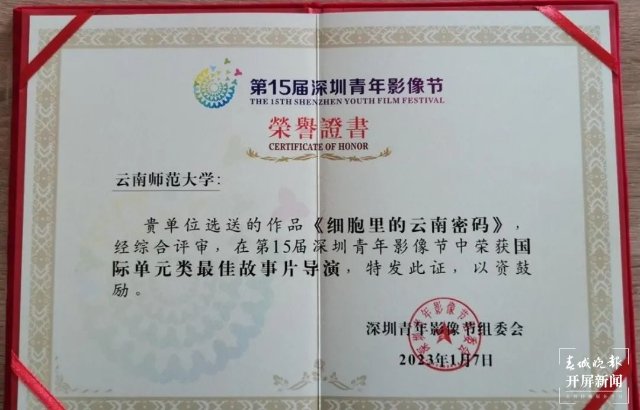 第15届深圳青年影像节
THE 15TH SHENZHEN YOUTH FILM FESTIVAL
榮譽證書
CERTIFICATE OF HONOR
云南师范大学：
贵单位选送的作品《细胞里的云南密码》，
经综合评审，在第15届深圳青年影像节中荣获国
际单元类最佳故事片导演，特发此证，以资鼓
励。
深圳青年影像节组委会
2023年1月7日
春城晚报
开屏新闻